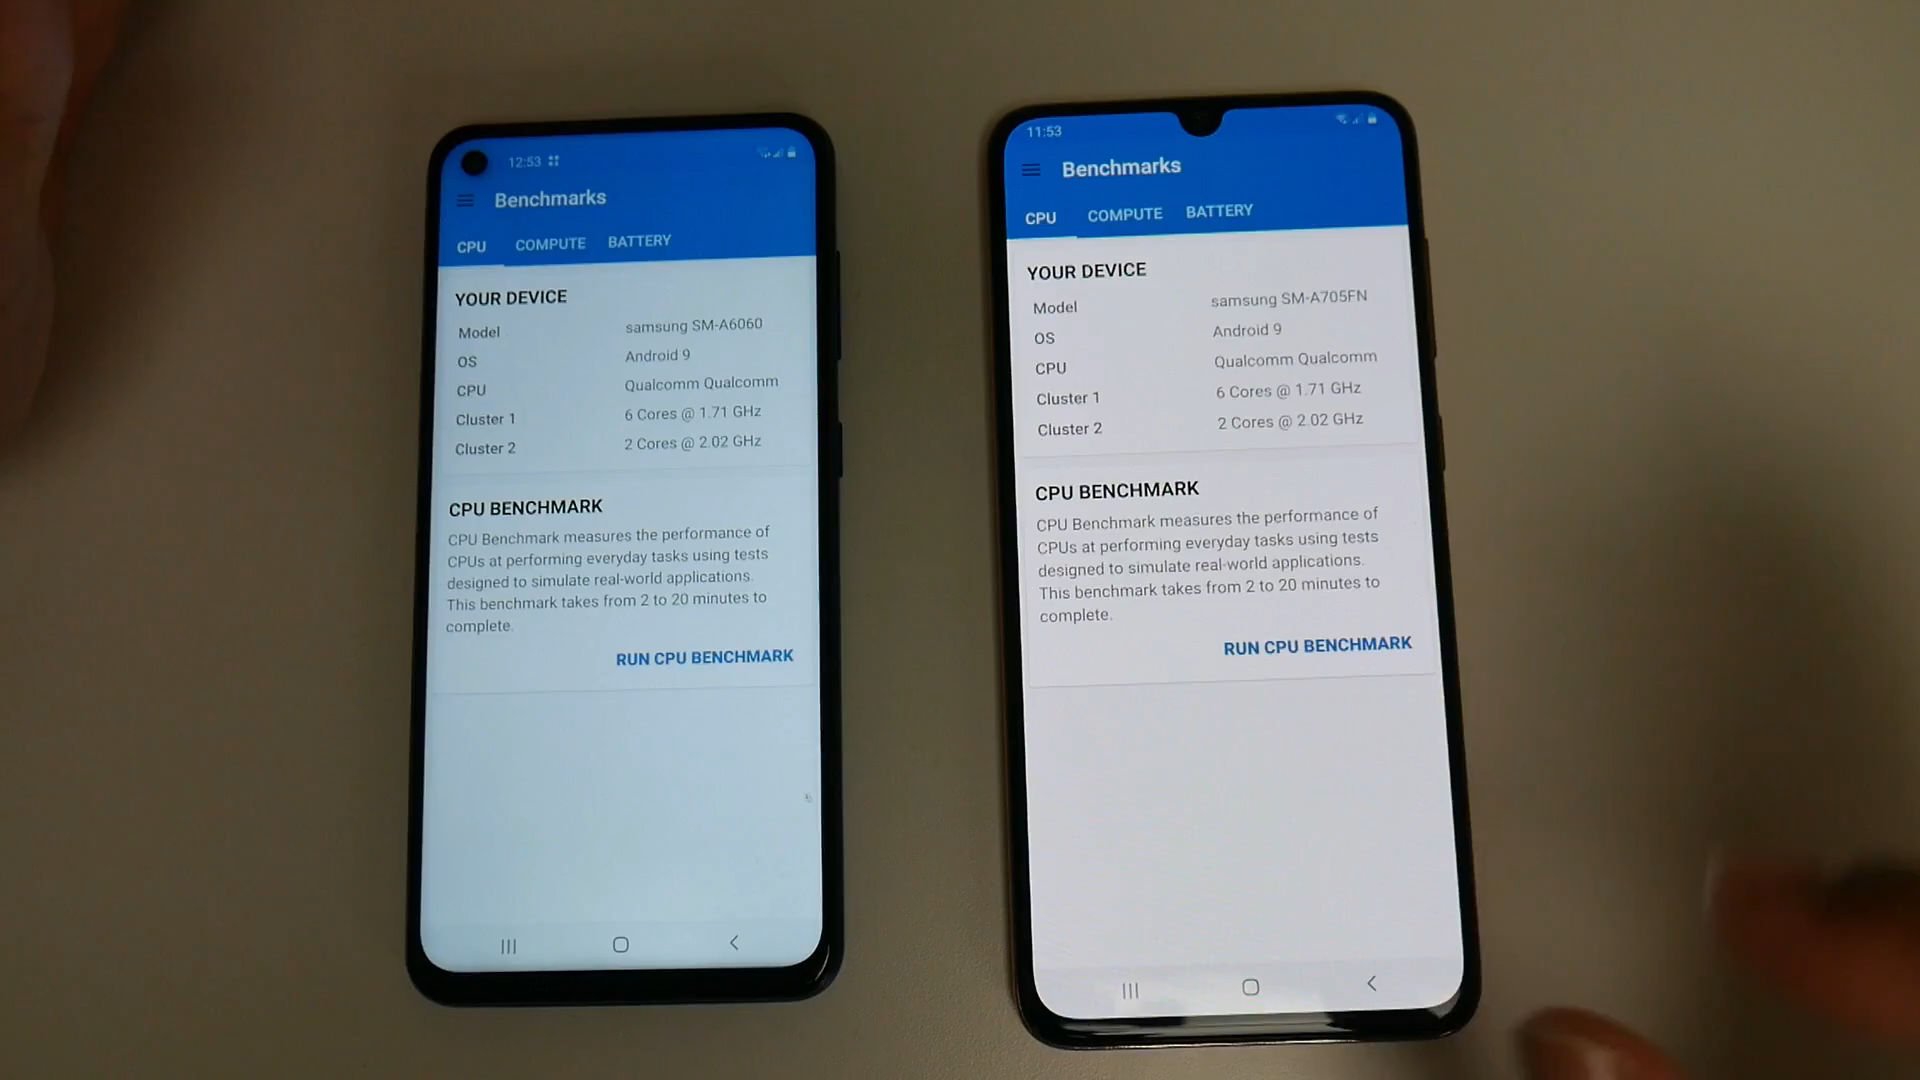 12:53
Benchmarks
CPU COMPUTE BATTERY
YOUR DEVICE
Model samsung SM-A6060
OS Android 9
CPU Qualcomm Qualcomm
Cluster 1 6 Cores @ 1.71 GHz
Cluster 2 2 Cores @ 2.02 GHz
CPU BENCHMARK
CPU Benchmark measures the performance of
CPUs at performing everyday tasks using tests
designed to simulate real-world applications.
This benchmark takes from 2 to 20 minutes to
complete.
RUN CPU BENCHMARK
11:53
Benchmarks
CPU COMPUTE BATTERY
YOUR DEVICE
Model samsung SM-A705FN
OS Android 9
CPU Qualcomm Qualcomm
Cluster 1 6 Cores @ 1.71 GHz
Cluster 2 2 Cores @ 2.02 GHz
CPU BENCHMARK
CPU Benchmark measures the performance of
CPUs at performing everyday tasks using tests
designed to simulate real-world applications.
This benchmark takes from 2 to 20 minutes to
complete.
RUN CPU BENCHMARK